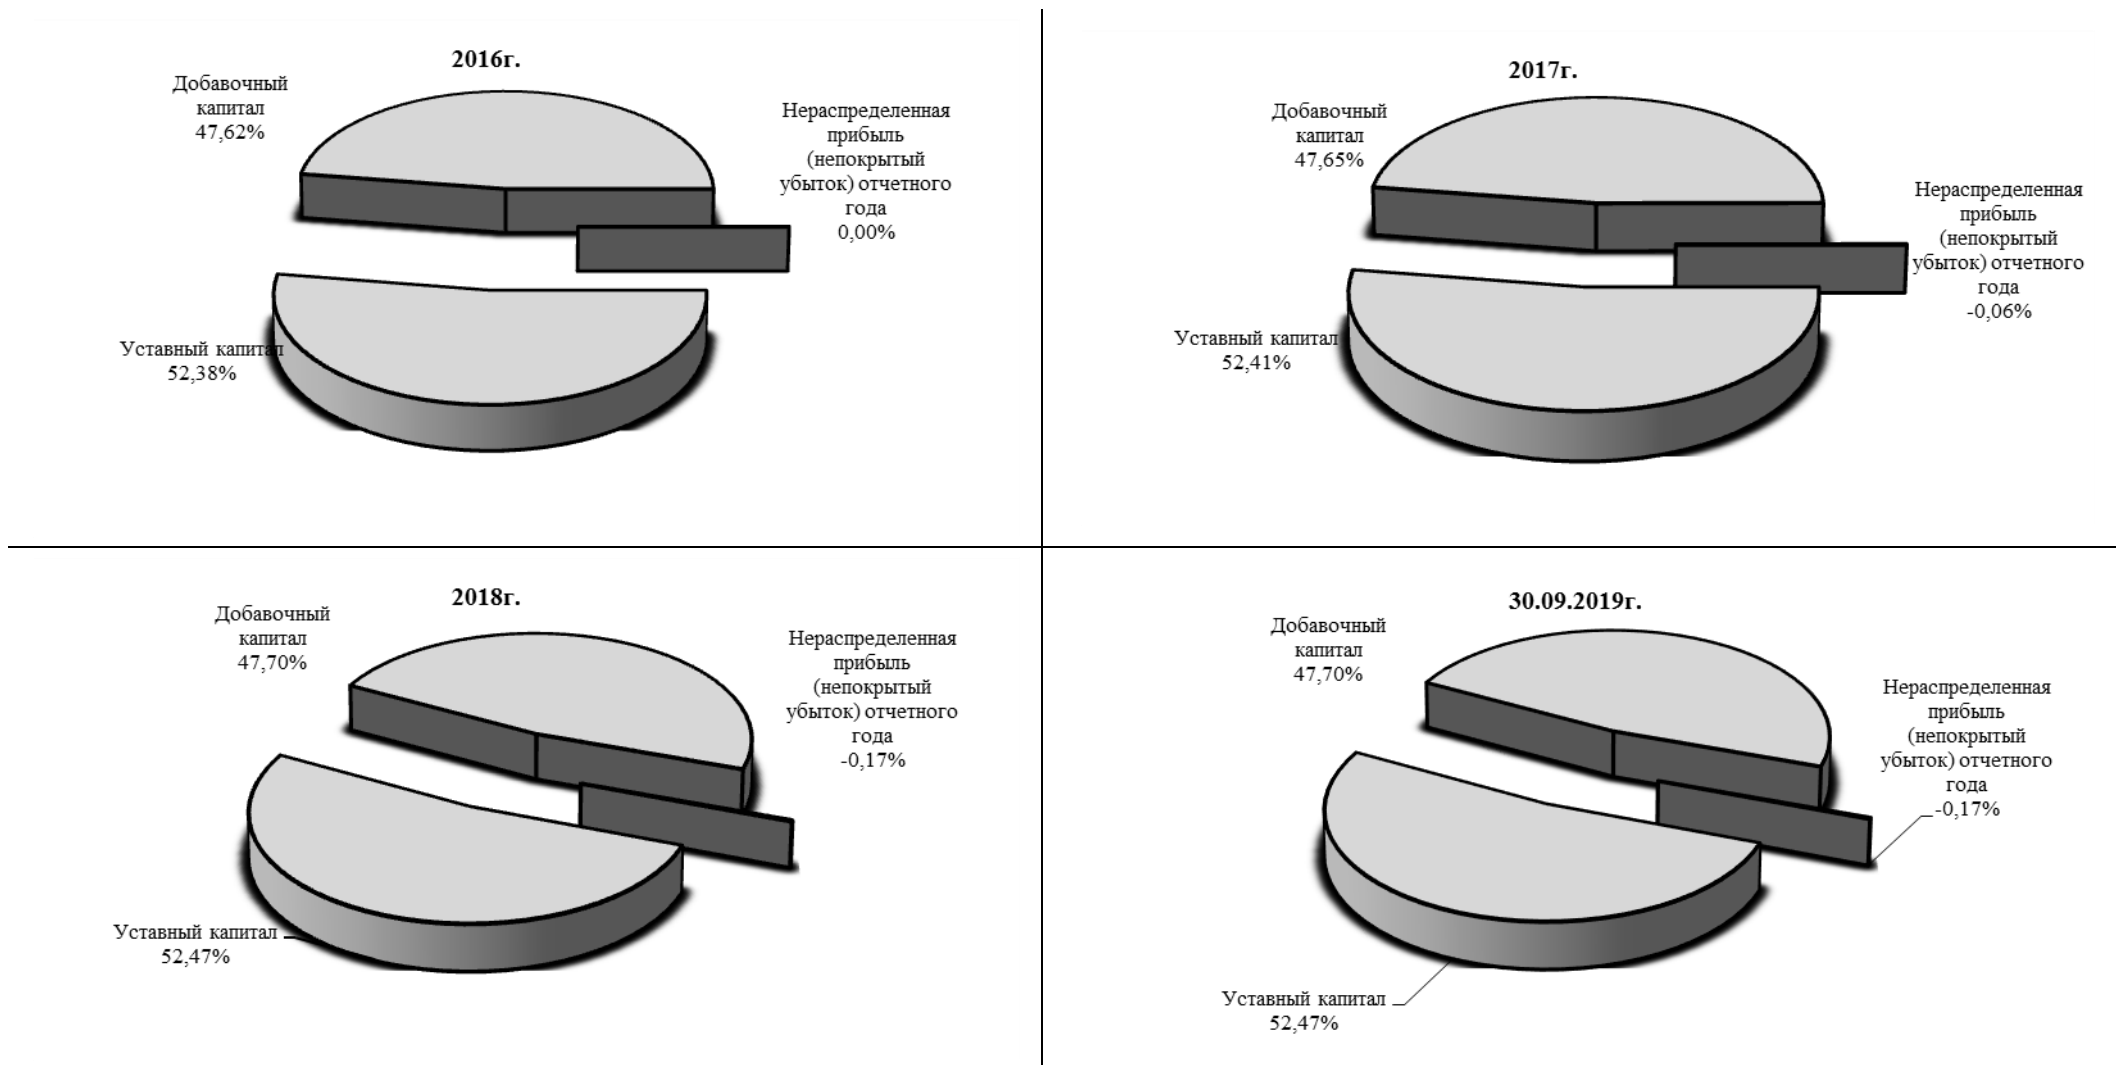 2016г.
Добавочный
капитал
47,62%
Нераспределенная
прибыль
(непокрытый
убыток) отчетного
года
0,00%
Уставный капитал
52,38%
2017г.
Добавочный
капитал
47,65%
Нераспределенная
прибыль
(непокрытый
убыток) отчетного
года
-0,06%
Уставный капитал
52,41%
2018г.
Добавочный
капитал
47,70%
Нераспределенная
прибыль
(непокрытый
убыток) отчетного
года
-0,17%
Уставный капитал
52,47%
30.09.2019г.
Добавочный
капитал
47,70%
Нераспределенная
прибыль
(непокрытый
убыток) отчетного
года
-0,17%
Уставный капитал
52,47%